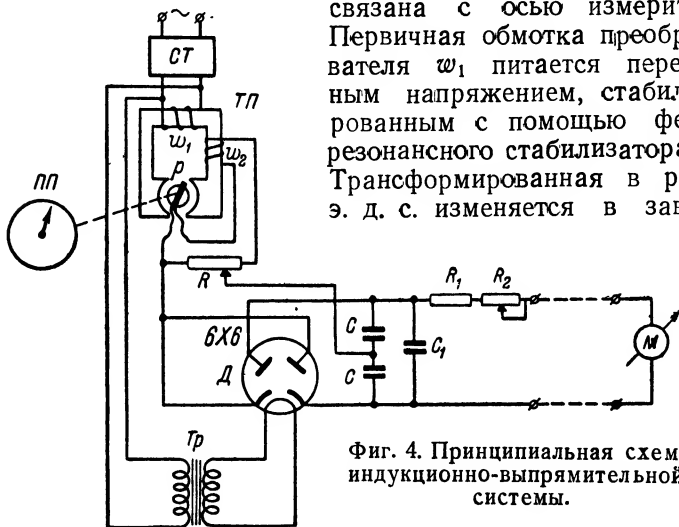 связана с осью измерит
Первичная обмотка преобр
вателя w₁ питается пере
ным напряжением, стабил
рованным с помощью фе
резонансного стабилизатора
Трансформированная в р
э. д. с. изменяется в зав
~
СТ
ТП
w₁
w₂
Р
ПП
R
R₁
R₂
6Х6
С
С₁
М
Д
С
Тр
Фиг. 4. Принципиальная схем
индукционно-выпрямительной
системы.